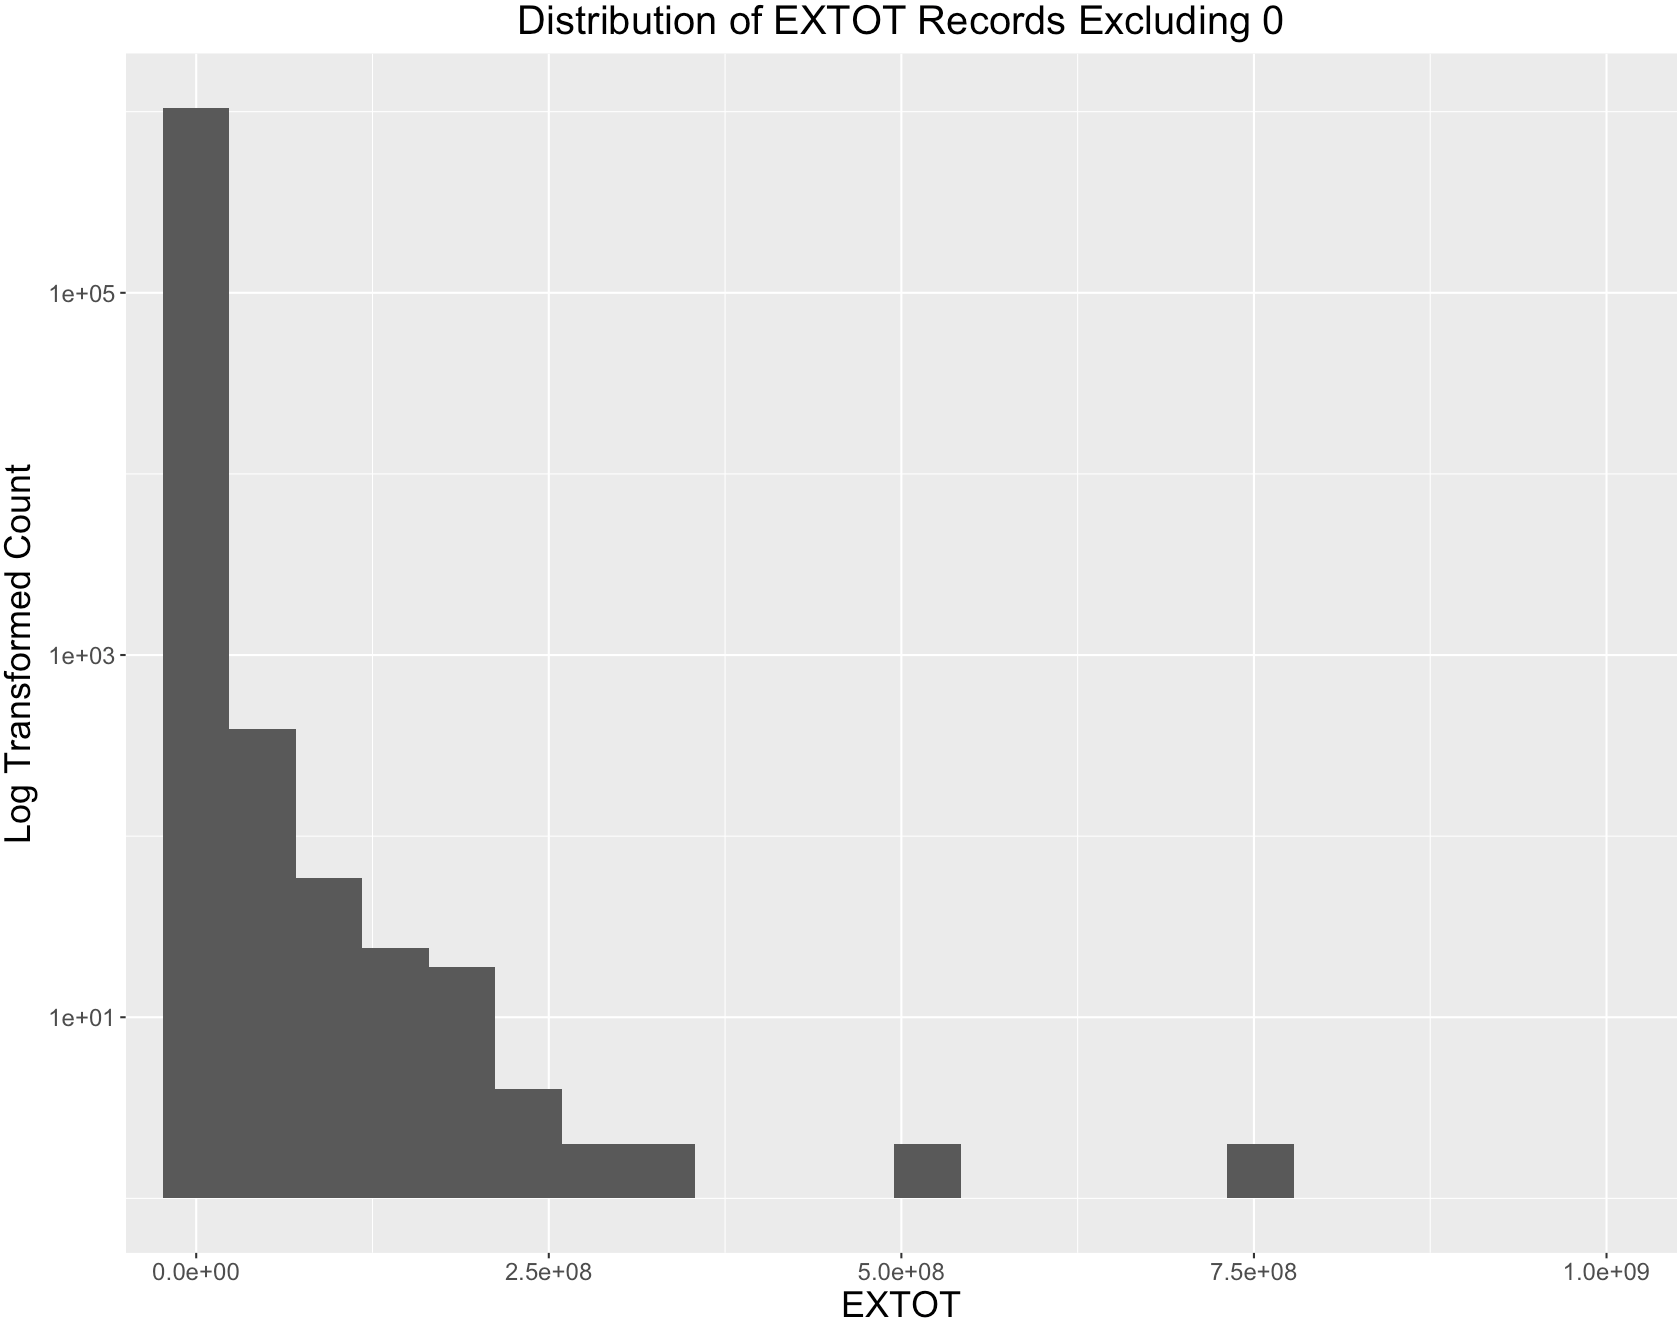 Distribution of EXTOT Records Excluding 0
Log Transformed Count
1e+05
1e+03
1e+01
0.0e+00
2.5e+08
5.0e+08
7.5e+08
1.0e+09
EXTOT